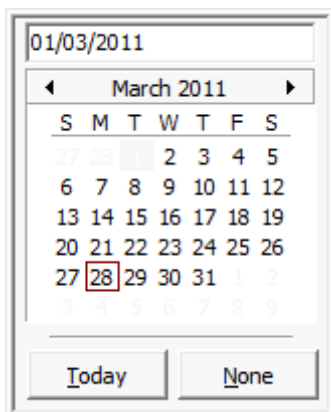 01/03/2011
March 2011
S M T W T F S
27 28 1 2 3 4 5
6 7 8 9 10 11 12
13 14 15 16 17 18 19
20 21 22 23 24 25 26
27 28 29 30 31 1 2
3 4 5 6 7 8 9
Today None